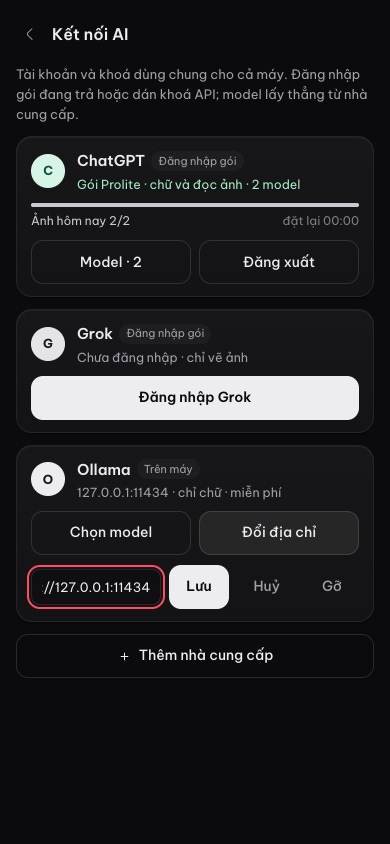 Kết nối AI
Tài khoản và khoá dùng chung cho cả máy. Đăng nhập
gói đang trả hoặc dán khoá API; model lấy thẳng từ nhà
cung cấp.
C
ChatGPT
Đăng nhập gói
Gói Prolite · chữ và đọc ảnh · 2 model
Ảnh hôm nay 2/2
đặt lại 00:00
Model · 2
Đăng xuất
G
Grok
Đăng nhập gói
Chưa đăng nhập · chỉ vẽ ảnh
Đăng nhập Grok
O
Ollama
Trên máy
127.0.0.1:11434 · chỉ chữ · miễn phí
Chọn model
Đổi địa chỉ
://127.0.0.1:11434
Lưu
Huỷ
Gỡ
+ Thêm nhà cung cấp